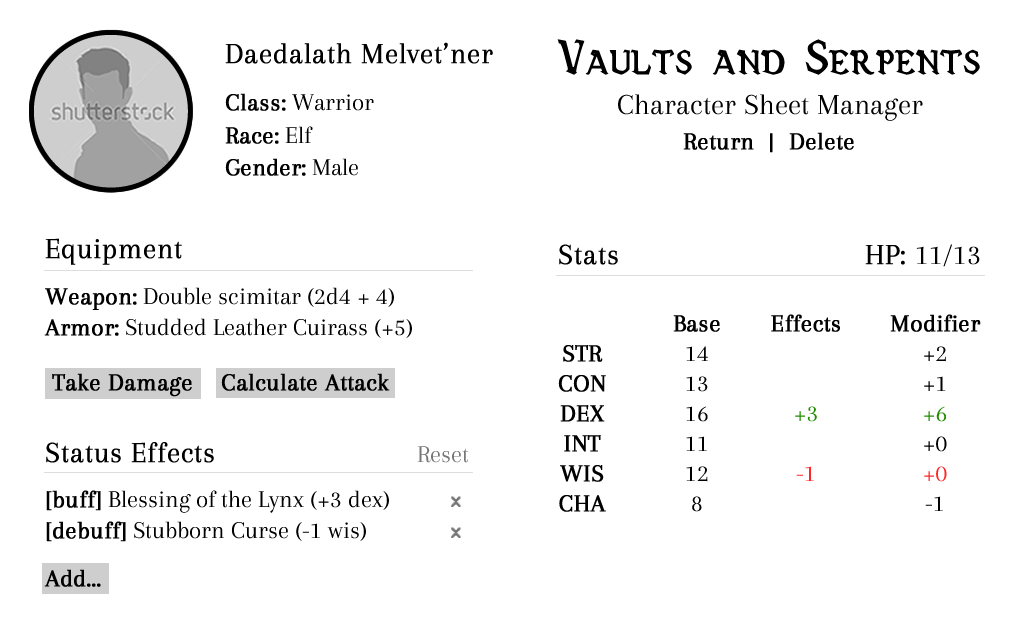 shutterstock
Daedalath Melvet’ner
Class: Warrior
Race: Elf
Gender: Male
Vaults and Serpents
Character Sheet Manager
Return | Delete
Equipment
Weapon: Double scimitar (2d4 + 4)
Armor: Studded Leather Cuirass (+5)
Take Damage Calculate Attack
Status Effects Reset
[buff] Blessing of the Lynx (+3 dex) x
[debuff] Stubborn Curse (-1 wis) x
Add...
Stats HP: 11/13
Base Effects Modifier
STR 14 +2
CON 13 +1
DEX 16 +3 +6
INT 11 +0
WIS 12 -1 +0
CHA 8 -1